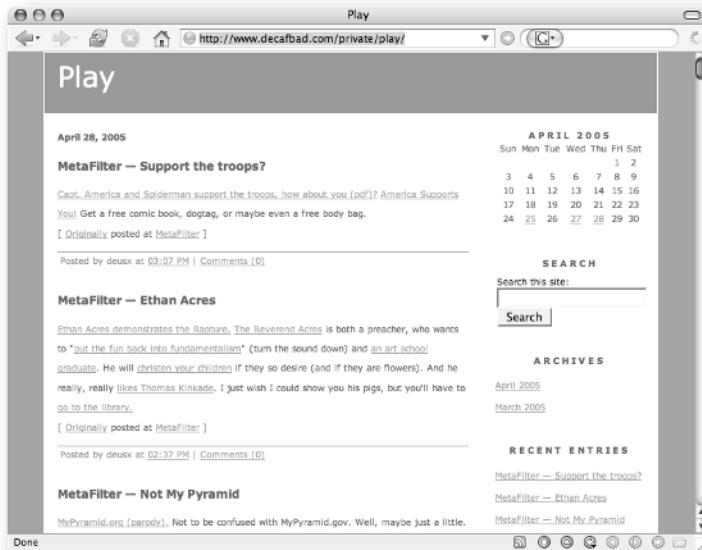 Play
http://www.decafbad.com/private/play/
G
Play
April 28, 2005
MetaFilter — Support the troops?
Capt. America and Spiderman support the troops, how about you (pdf)? America Supports
You! Get a free comic book, dogtag, or maybe even a free body bag.
[ Originally posted at MetaFilter ]
Posted by deusx at 03:07 PM | Comments (0)
MetaFilter — Ethan Acres
Ethan Acres demonstrates the Rapture. The Reverend Acres is both a preacher, who wants
to "put the fun back into fundamentalism" (turn the sound down) and an art school
graduate. He will christen your children if they so desire (and if they are flowers). And he
really, really likes Thomas Kinkade. I just wish I could show you his pigs, but you'll have to
go to the library.
[ Originally posted at MetaFilter ]
Posted by deusx at 02:37 PM | Comments (0)
MetaFilter — Not My Pyramid
MyPyramid.org (parody). Not to be confused with MyPyramid.gov. Well, maybe just a little.
APRIL 2005
Sun Mon Tue Wed Thu Fri Sat
1 2
3 4 5 6 7 8 9
10 11 12 13 14 15 16
17 18 19 20 21 22 23
24 25 26 27 28 29 30
SEARCH
Search this site:
Search
ARCHIVES
April 2005
March 2005
RECENT ENTRIES
MetaFilter — Support the troops?
MetaFilter — Ethan Acres
MetaFilter — Not My Pyramid
Done